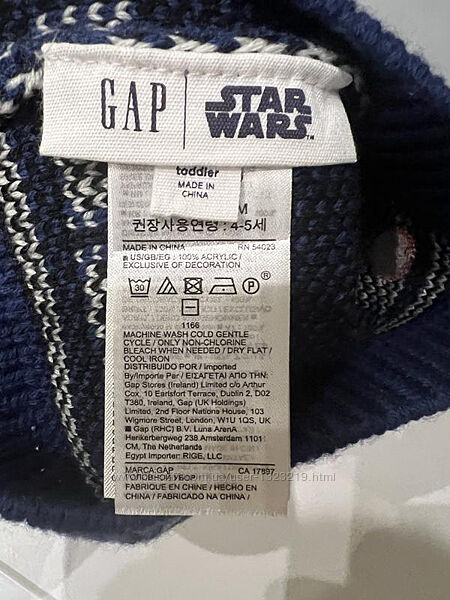 GAP
STAR WARS™
toddler
MADE IN
CHINA
M
권장사용연령 : 4-5세
MADE IN CHINA RN 54023
■ US/GB/EG : 100% ACRYLIC /
EXCLUSIVE OF DECORATION
30 P ®
1166
MACHINE WASH COLD GENTLE
CYCLE / ONLY NON-CHLORINE
BLEACH WHEN NEEDED / DRY FLAT /
COOL IRON
DISTRIBUIDO POR / Imported
By/Importé Par / ΕΙΣΑΓΕΤΑΙ ΑΠΟ ΤΗΝ:
Gap Stores (Ireland) Limited c/o Arthur
Cox, 10 Earlsfort Terrace, Dublin 2, D02
T380, Ireland, Gap (UK Holdings)
Limited, 2nd Floor Nations House, 103
Wigmore Street, London, W1U 1QS, UK
■ Gap (RHC) B.V. Luna ArenA
Herikerbergweg 238 Amsterdam 1101
CM, The Netherlands
Egypt Importer: RIGE, LLC
MARCA:GAP CA 17897
ГОЛОВНОЙ УБОР
FABRIQUÉ EN CHINE / HECHO EN
CHINA / FABRICADO NA CHINA /